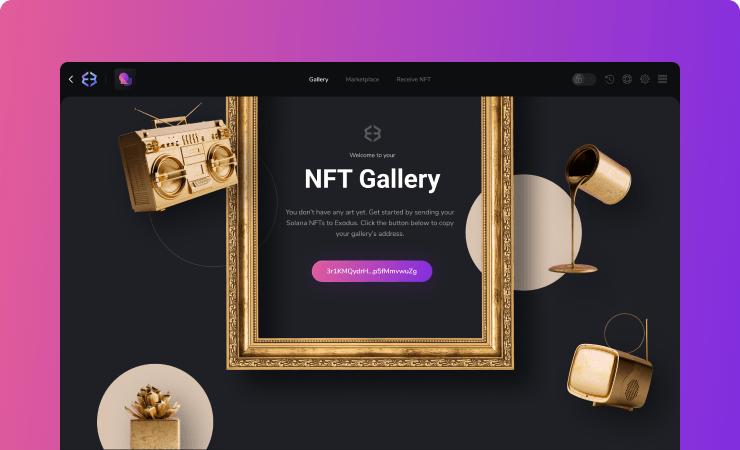 Gallery Marketplace Receive NFT
Welcome to your
NFT Gallery
You don't have any art yet. Get started by sending your
Solana NFTs to Exodus. Click the button below to copy
your gallery's address.
3r1KMQydrH...p5fMmvwuZg